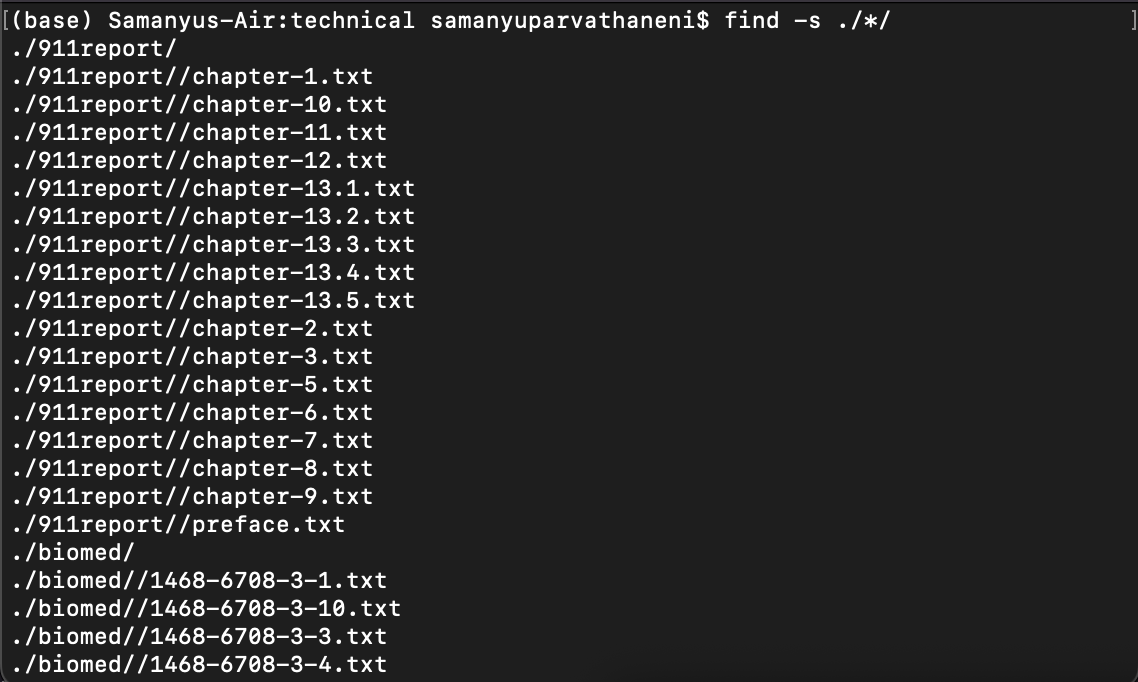 [(base) Samanyus-Air:technical samanyuparvathaneni$ find -s ./*/ ]
./911report/
./911report//chapter-1.txt
./911report//chapter-10.txt
./911report//chapter-11.txt
./911report//chapter-12.txt
./911report//chapter-13.1.txt
./911report//chapter-13.2.txt
./911report//chapter-13.3.txt
./911report//chapter-13.4.txt
./911report//chapter-13.5.txt
./911report//chapter-2.txt
./911report//chapter-3.txt
./911report//chapter-5.txt
./911report//chapter-6.txt
./911report//chapter-7.txt
./911report//chapter-8.txt
./911report//chapter-9.txt
./911report//preface.txt
./biomed/
./biomed//1468-6708-3-1.txt
./biomed//1468-6708-3-10.txt
./biomed//1468-6708-3-3.txt
./biomed//1468-6708-3-4.txt